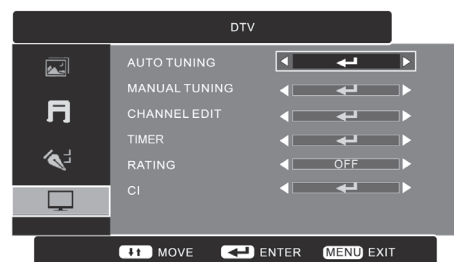 DTV
AUTO TUNING
MANUAL TUNING
CHANNEL EDIT
TIMER
RATING OFF
CI
MOVE ENTER MENU EXIT